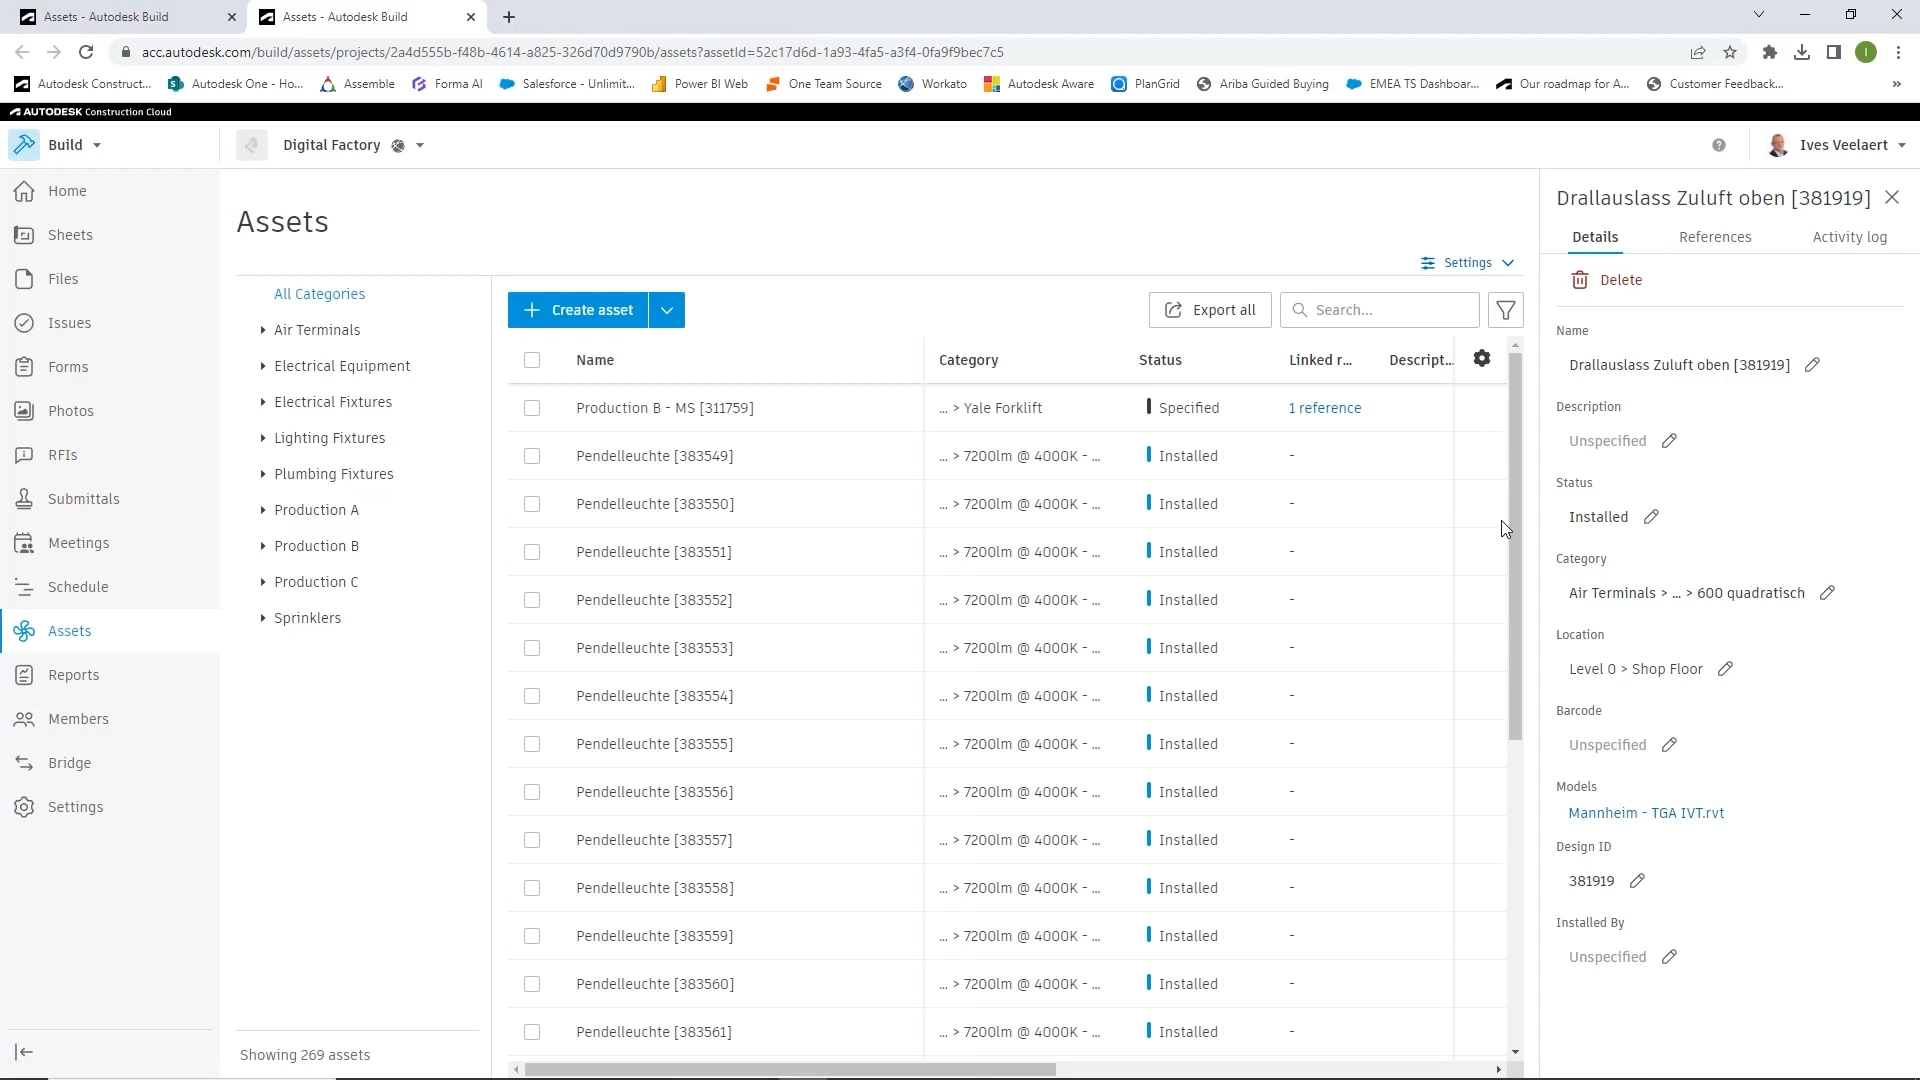 Assets - Autodesk Build
Assets - Autodesk Build
acc.autodesk.com/build/assets/projects/2a4d555b-f48b-4614-a825-326d70d9790b/assets?assetId=52c17d6d-1a93-4fa5-a3f4-0fa9f9bec7c5
I
Autodesk Construct...
Autodesk One - Ho...
Assemble
Forma AI
Salesforce - Unlimit...
Power BI Web
One Team Source
Workato
Autodesk Aware
PlanGrid
Ariba Guided Buying
EMEA TS Dashboar...
Our roadmap for A...
Customer Feedback...
»
AUTODESK Construction Cloud
Build
Digital Factory
Ives Veelaert
Home
Sheets
Files
Issues
Forms
Photos
RFIs
Submittals
Meetings
Schedule
Assets
Reports
Members
Bridge
Settings
Assets
Settings
All Categories
Air Terminals
Electrical Equipment
Electrical Fixtures
Lighting Fixtures
Plumbing Fixtures
Production A
Production B
Production C
Sprinklers
Showing 269 assets
Create asset
Export all
Search...
Name Category Status Linked r... Descript...
Production B - MS [311759] ... > Yale Forklift Specified 1 reference
Pendelleuchte [383549] ... > 7200lm @ 4000K - ... Installed -
Pendelleuchte [383550] ... > 7200lm @ 4000K - ... Installed -
Pendelleuchte [383551] ... > 7200lm @ 4000K - ... Installed -
Pendelleuchte [383552] ... > 7200lm @ 4000K - ... Installed -
Pendelleuchte [383553] ... > 7200lm @ 4000K - ... Installed -
Pendelleuchte [383554] ... > 7200lm @ 4000K - ... Installed -
Pendelleuchte [383555] ... > 7200lm @ 4000K - ... Installed -
Pendelleuchte [383556] ... > 7200lm @ 4000K - ... Installed -
Pendelleuchte [383557] ... > 7200lm @ 4000K - ... Installed -
Pendelleuchte [383558] ... > 7200lm @ 4000K - ... Installed -
Pendelleuchte [383559] ... > 7200lm @ 4000K - ... Installed -
Pendelleuchte [383560] ... > 7200lm @ 4000K - ... Installed -
Pendelleuchte [383561] ... > 7200lm @ 4000K - ... Installed -
Drallauslass Zuluft oben [381919]
Details References Activity log
Delete
Name
Drallauslass Zuluft oben [381919]
Description
Unspecified
Status
Installed
Category
Air Terminals > ... > 600 quadratisch
Location
Level 0 > Shop Floor
Barcode
Unspecified
Models
Mannheim - TGA IVT.rvt
Design ID
381919
Installed By
Unspecified